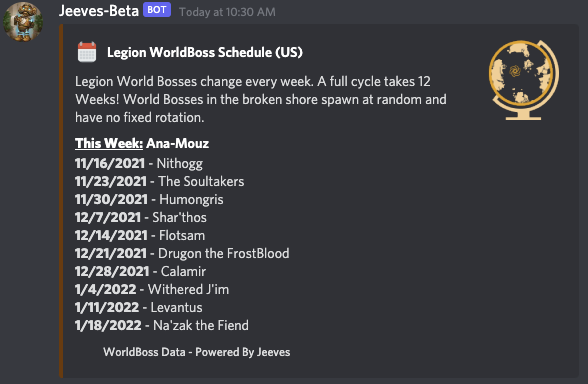 Jeeves-Beta BOT Today at 10:30 AM
Legion WorldBoss Schedule (US)
Legion World Bosses change every week. A full cycle takes 12
Weeks! World Bosses in the broken shore spawn at random and
have no fixed rotation.
This Week: Ana-Mouz
11/16/2021 - Nithogg
11/23/2021 - The Soultakers
11/30/2021 - Humongris
12/7/2021 - Shar'thos
12/14/2021 - Flotsam
12/21/2021 - Drugon the FrostBlood
12/28/2021 - Calamir
1/4/2022 - Withered J'im
1/11/2022 - Levantus
1/18/2022 - Na'zak the Fiend
WorldBoss Data - Powered By Jeeves